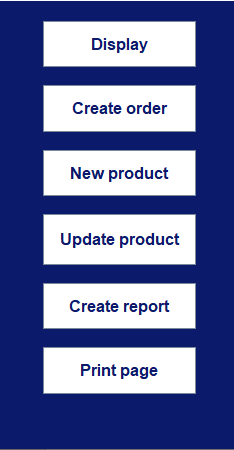 Display
Create order
New product
Update product
Create report
Print page